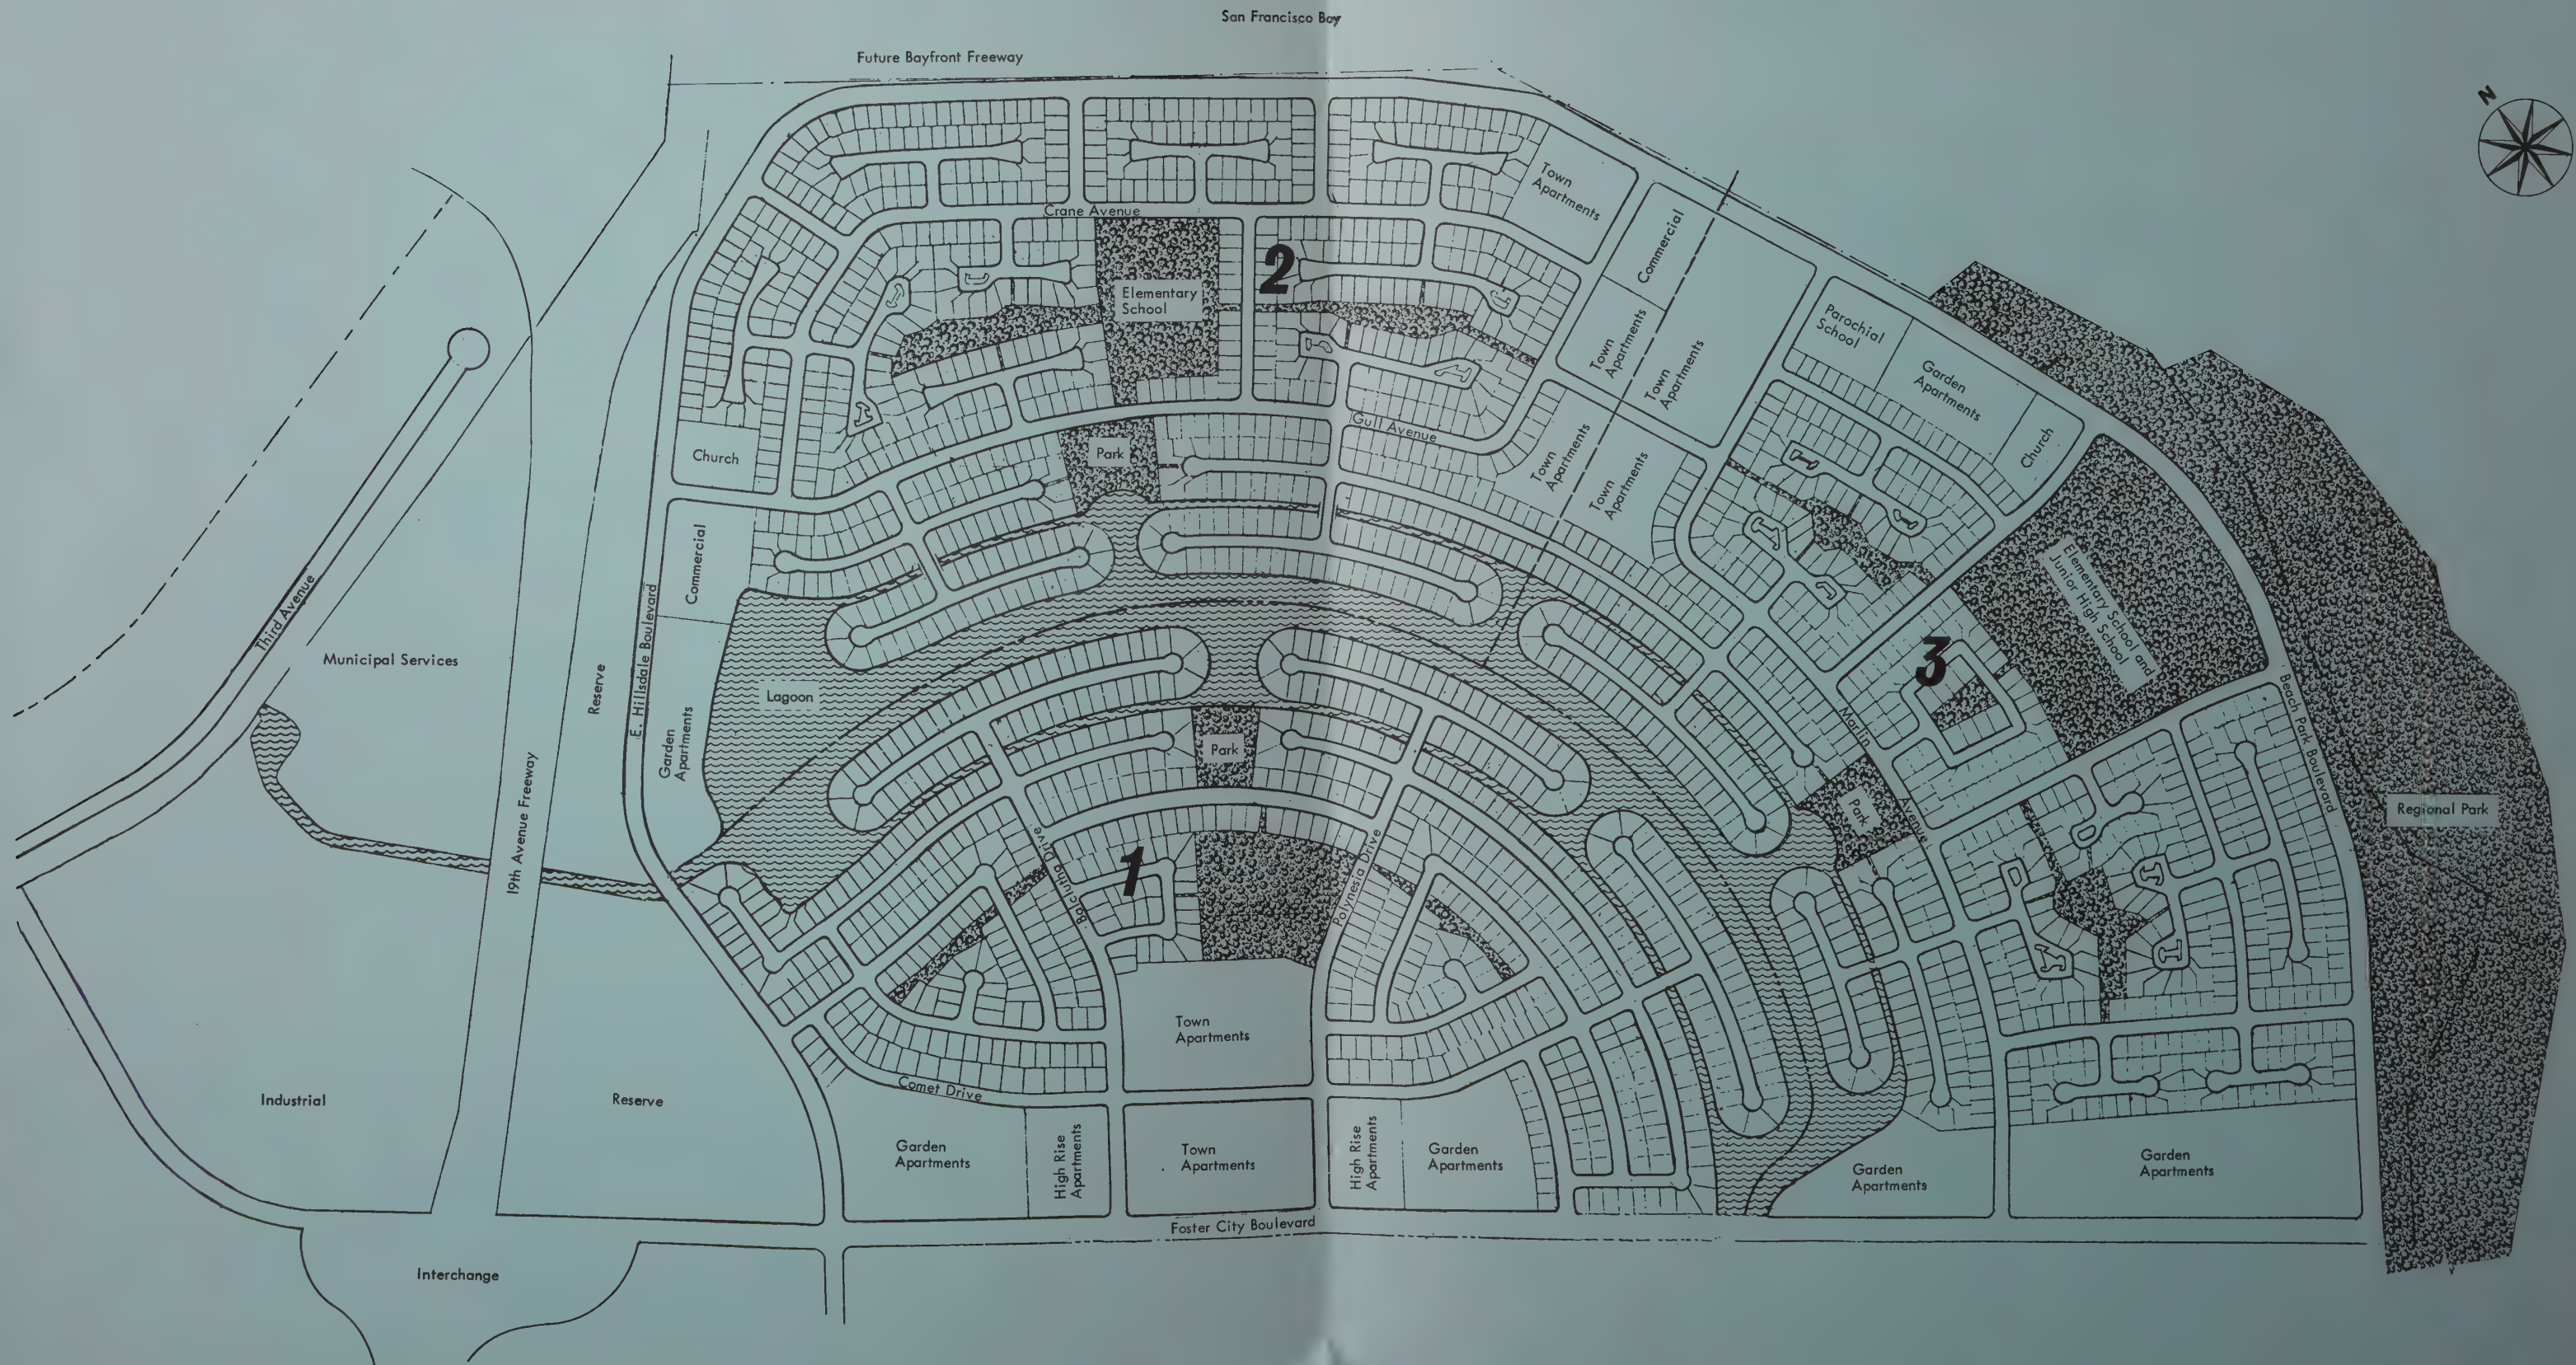 San Francisco Bay
Future Bayfront Freeway
N
Town
Apartments
Crane Avenue
Commercial
2
Elementary
School
Town
Apartments
Town
Apartments
Parochial
School
Garden
Apartments
Church
Gull Avenue
Church
Park
Town
Apartments
Town
Apartments
Commercial
Elementary School and
Junior High School
Third Avenue
Municipal Services
Reserve
E. Hillsdale Boulevard
Garden
Apartments
Lagoon
3
Marlin
Avenue
Beach Park Boulevard
Park
Park
Regional Park
19th Avenue Freeway
Balclutha Drive
1
Polynesia Drive
Town
Apartments
Industrial
Reserve
Comet Drive
Garden
Apartments
High Rise
Apartments
Town
Apartments
High Rise
Apartments
Garden
Apartments
Garden
Apartments
Garden
Apartments
Foster City Boulevard
Interchange